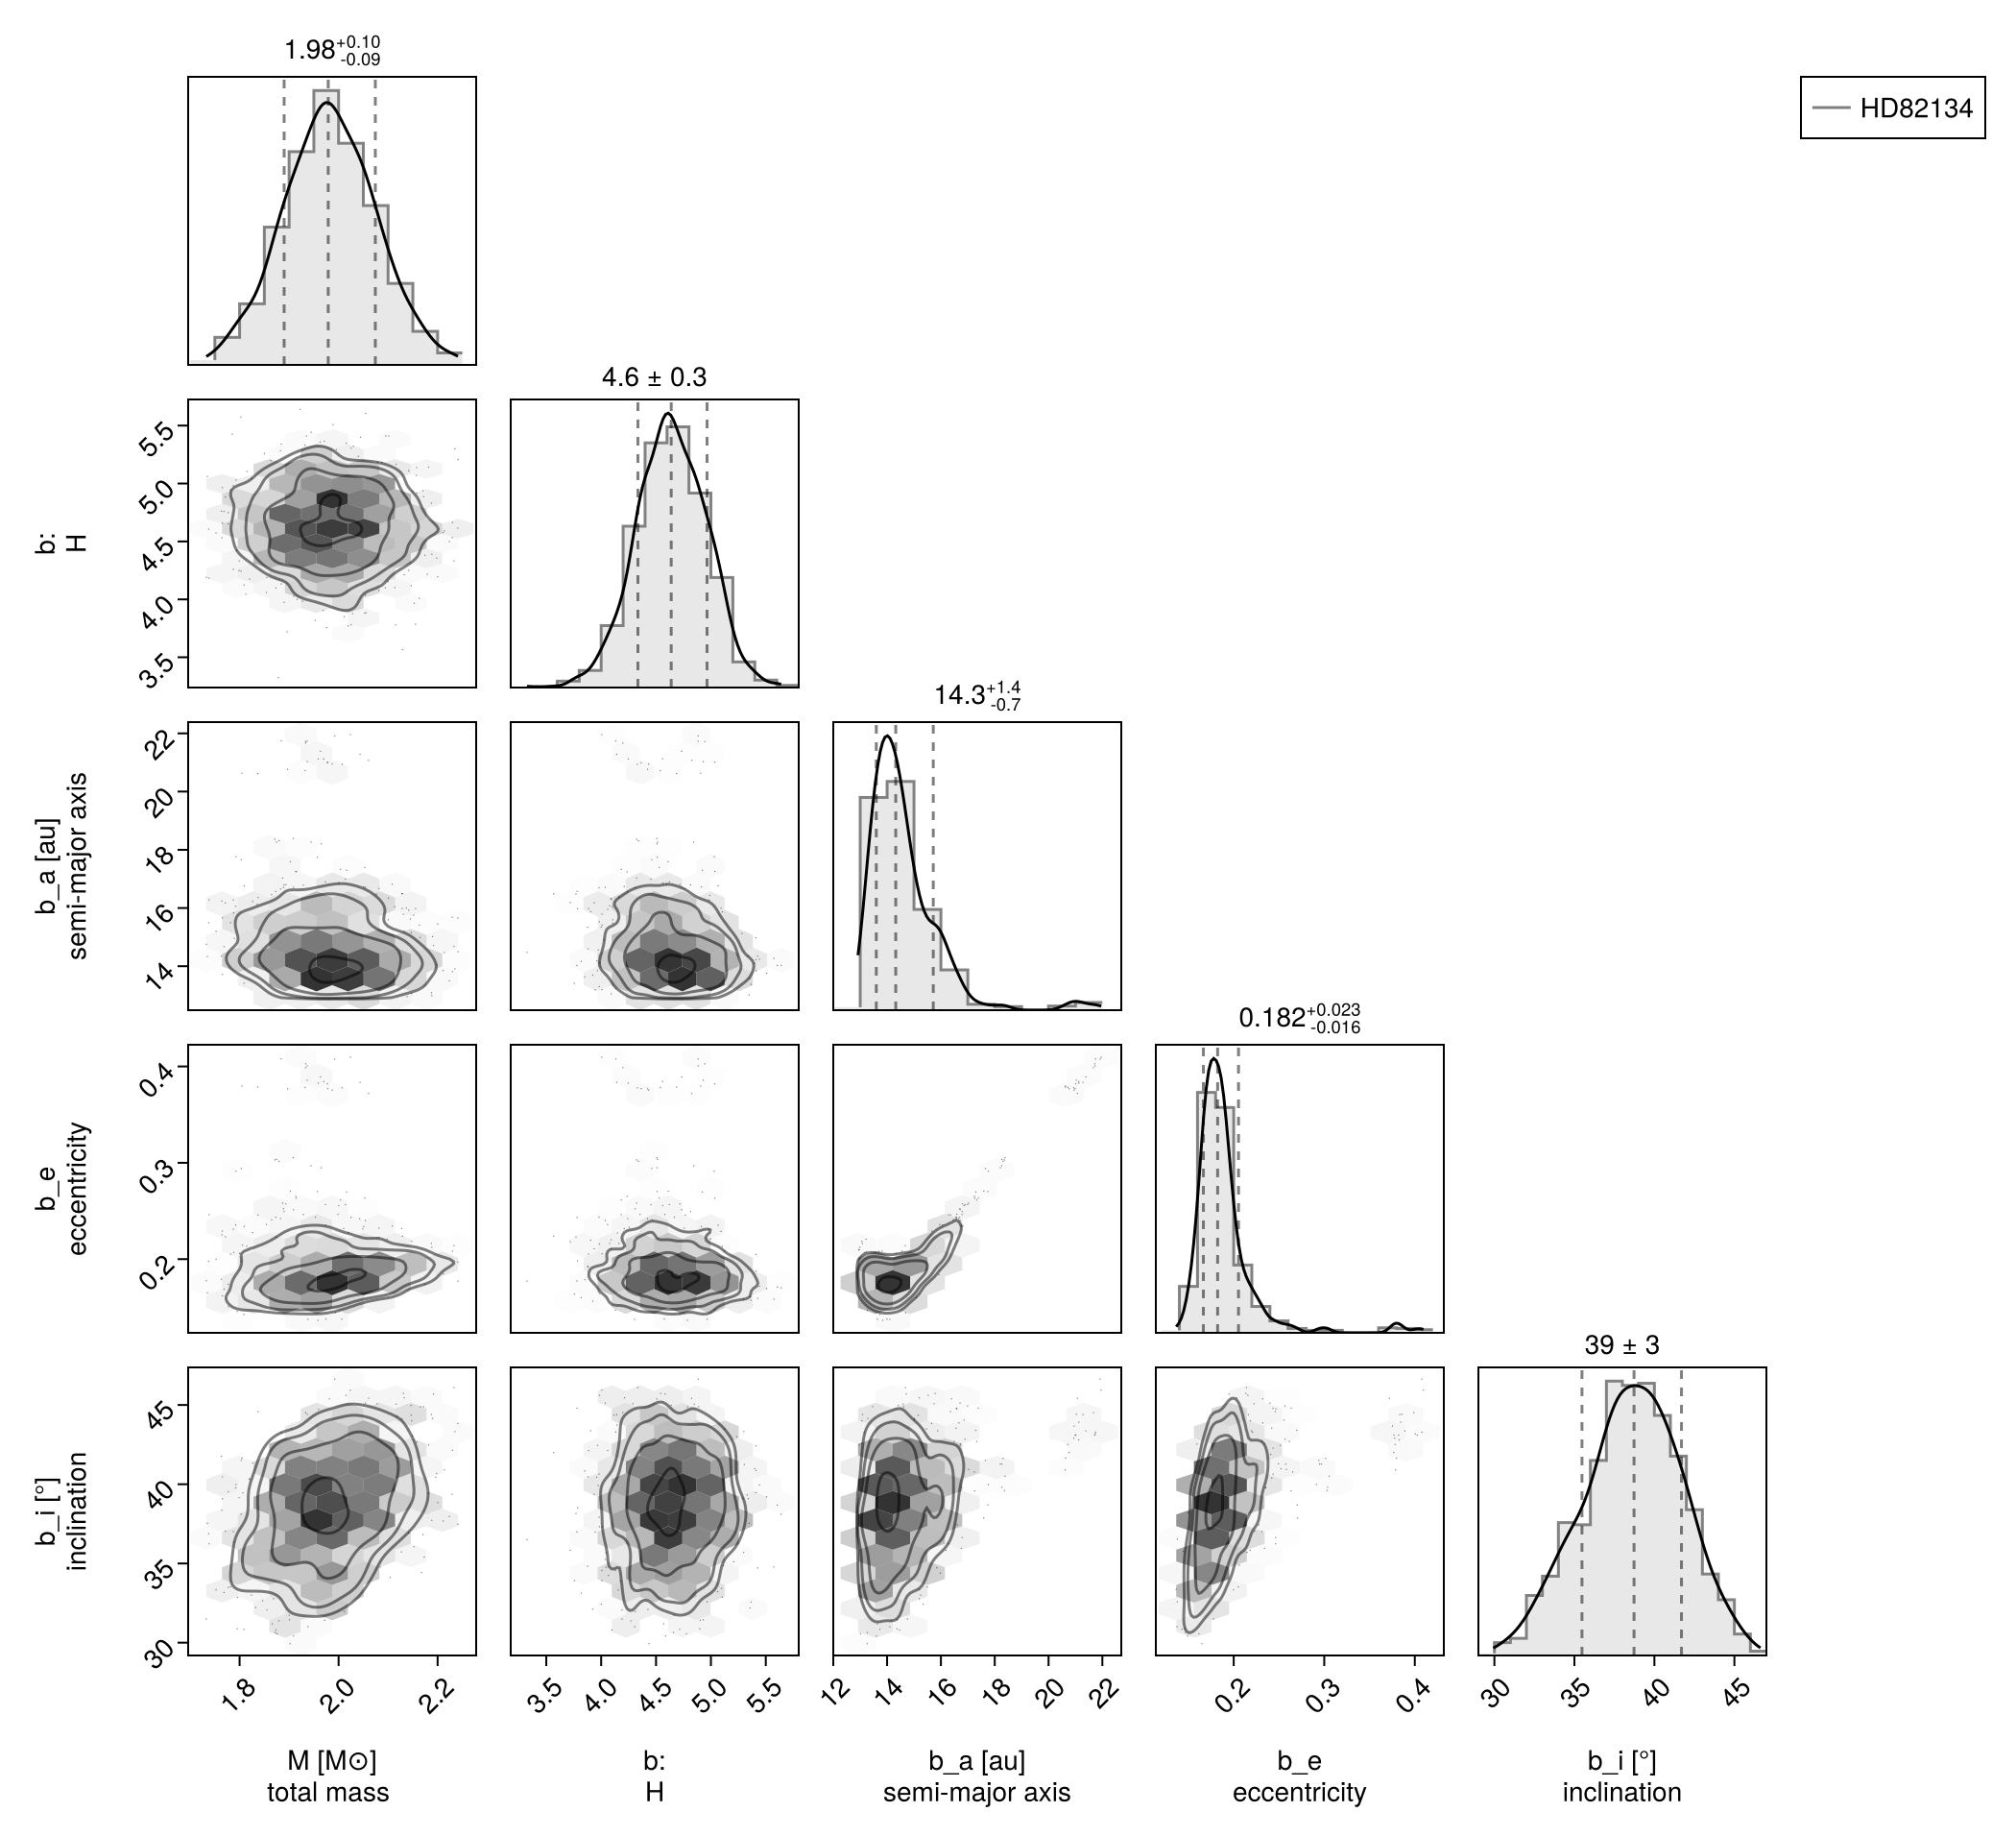 1.98+0.10-0.09
HD82134
4.6 ± 0.3
5.5
5.0
4.5
4.0
3.5
b:
H
14.3+1.4-0.7
22
20
18
16
14
b_a [au]
semi-major axis
0.182+0.023-0.016
0.4
0.3
0.2
b_e
eccentricity
39 ± 3
45
40
35
30
b_i [°]
inclination
1.8 2.0 2.2
3.5 4.0 4.5 5.0 5.5
12 14 16 18 20 22
0.2 0.3 0.4
30 35 40 45
M [M⊙]
total mass
b:
H
b_a [au]
semi-major axis
b_e
eccentricity
b_i [°]
inclination